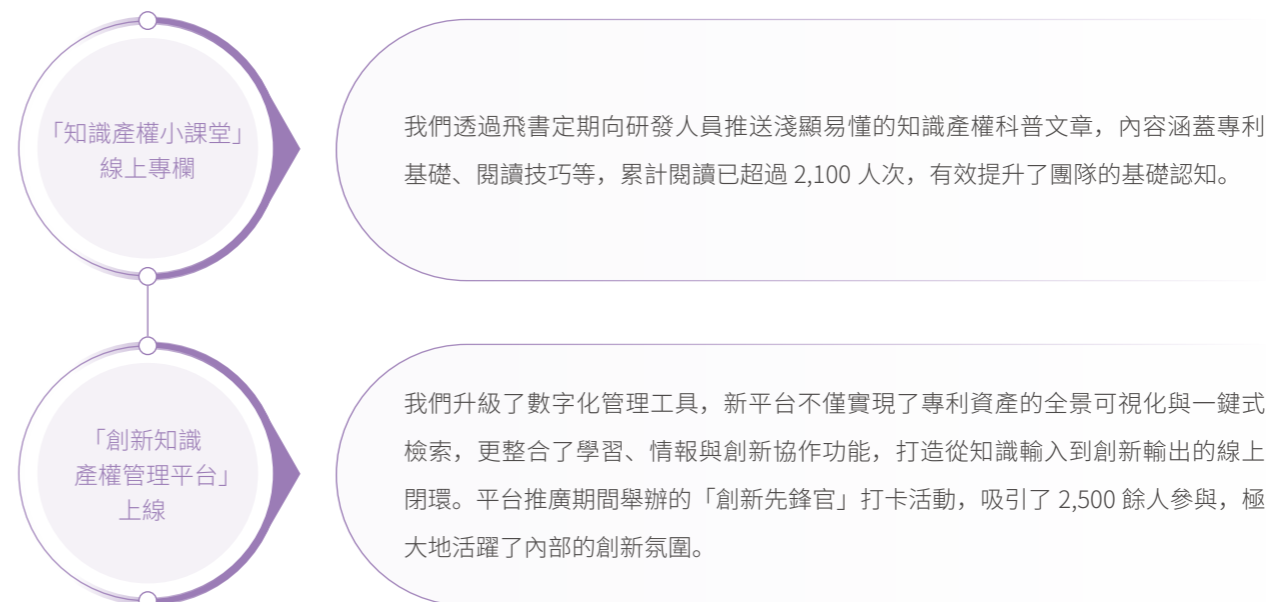 「知識產權小課堂」
線上專欄
我們透過飛書定期向研發人員推送淺顯易懂的知識產權科普文章，內容涵蓋專利
基礎、閱讀技巧等，累計閱讀已超過 2,100 人次，有效提升了團隊的基礎認知。
「創新知識
產權管理平台」
上線
我們升級了數字化管理工具，新平台不僅實現了專利資產的全景可視化與一鍵式
檢索，更整合了學習、情報與創新協作功能，打造從知識輸入到創新輸出的線上
閉環。平台推廣期間舉辦的「創新先鋒官」打卡活動，吸引了 2,500 餘人參與，極
大地活躍了內部的創新氛圍。